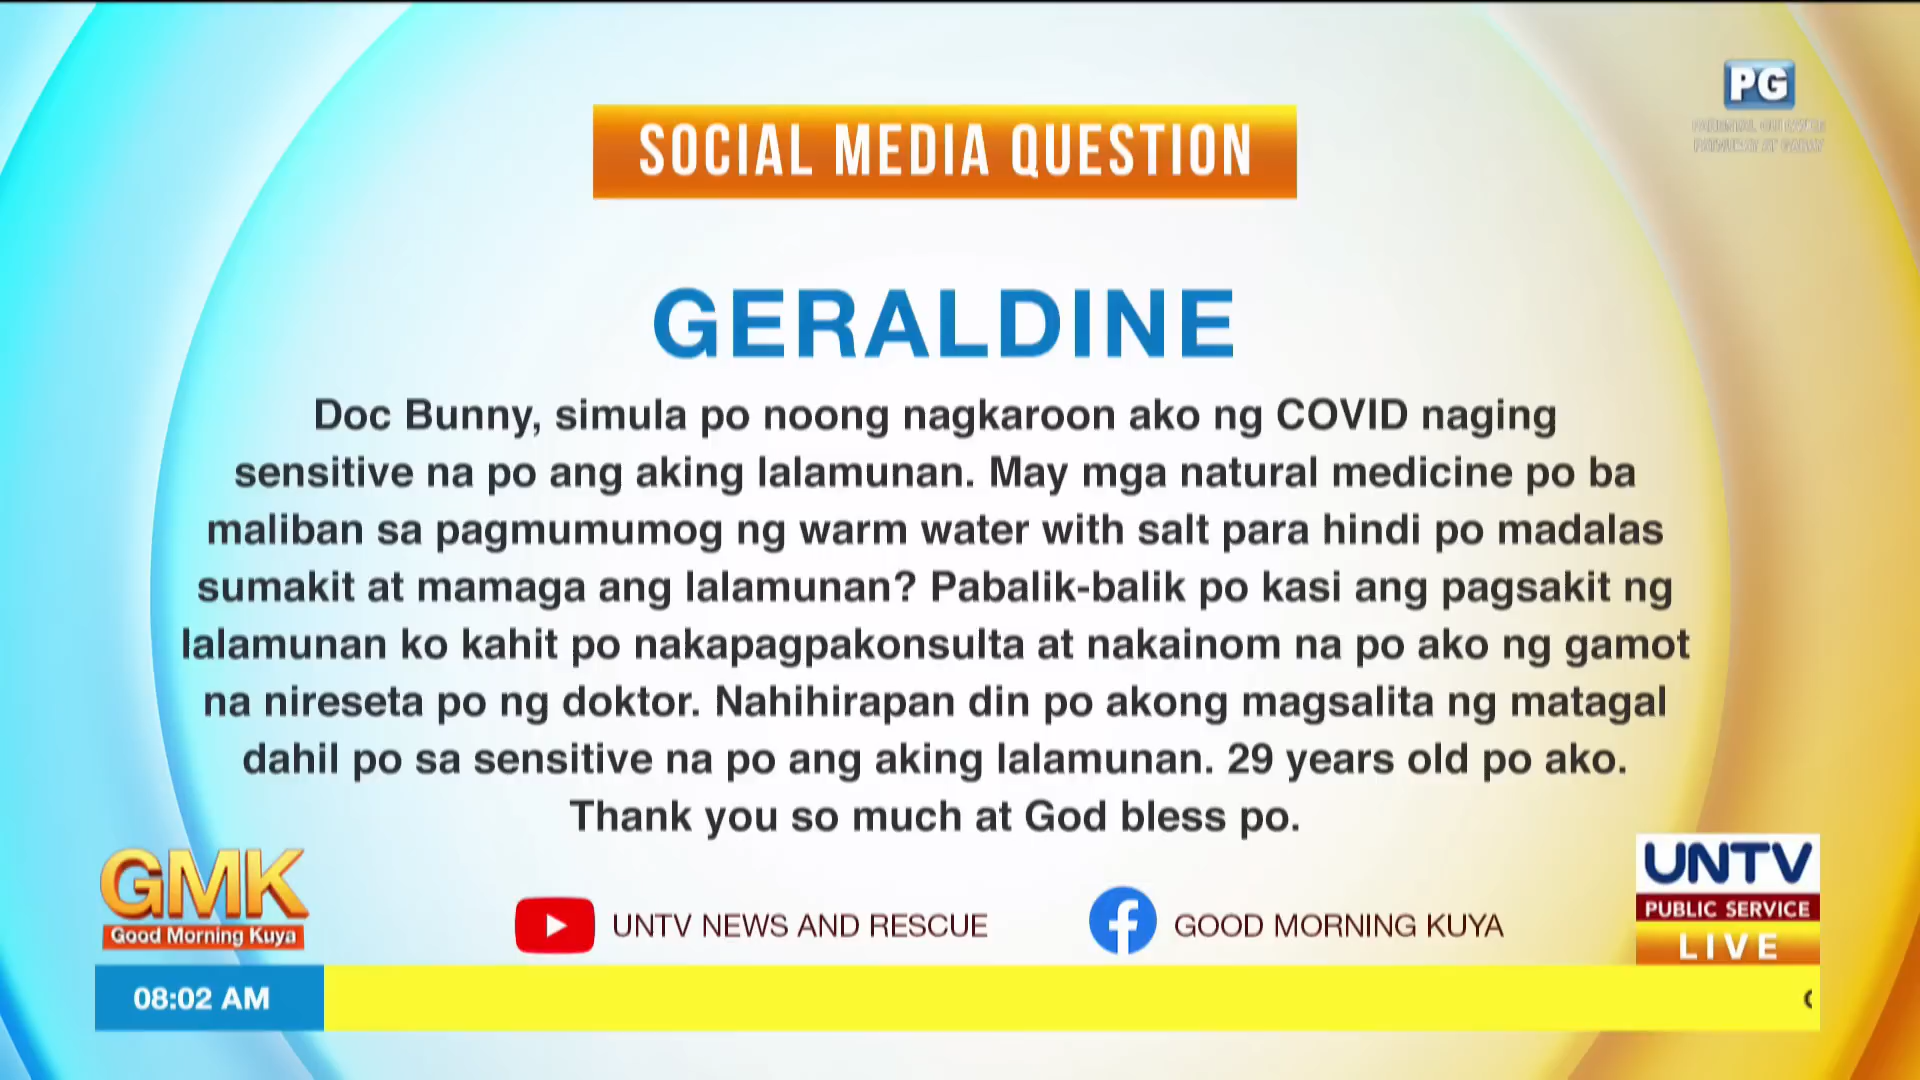 PG
SOCIAL MEDIA QUESTION
GERALDINE
Doc Bunny, simula po noong nagkaroon ako ng COVID naging
sensitive na po ang aking lalamunan. May mga natural medicine po ba
maliban sa pagmumumog ng warm water with salt para hindi po madalas
sumakit at mamaga ang lalamunan? Pabalik-balik po kasi ang pagsakit ng
lalamunan ko kahit po nakapagpakonsulta at nakainom na po ako ng gamot
na nireseta po ng doktor. Nahihirapan din po akong magsalita ng matagal
dahil po sa sensitive na po ang aking lalamunan. 29 years old po ako.
Thank you so much at God bless po.
GMK
Good Morning Kuya
UNTV NEWS AND RESCUE
GOOD MORNING KUYA
UNTV
PUBLIC SERVICE
LIVE
08:02 AM